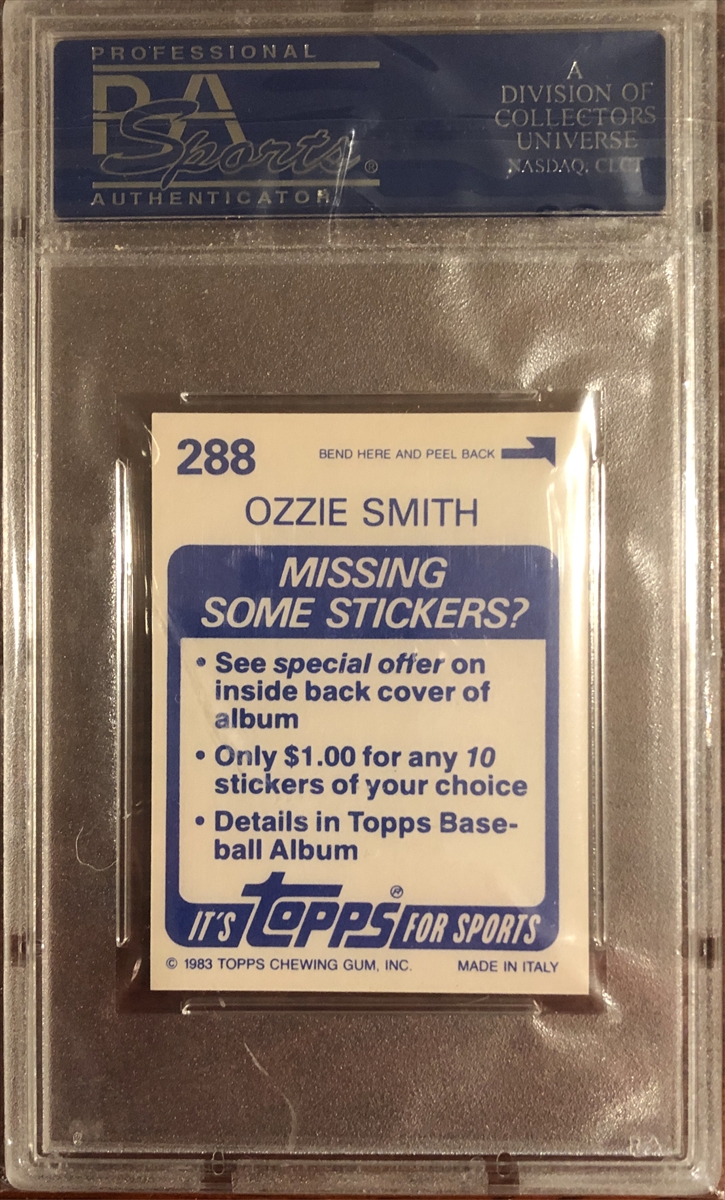 PROFESSIONAL
PSA
Sports®
AUTHENTICATOR
A
DIVISION OF
COLLECTORS
UNIVERSE
NASDAQ, CLCT
288
BEND HERE AND PEEL BACK
OZZIE SMITH
MISSING
SOME STICKERS?
• See special offer on
inside back cover of
album
• Only $1.00 for any 10
stickers of your choice
• Details in Topps Base-
ball Album
IT'S Topps® FOR SPORTS
© 1983 TOPPS CHEWING GUM, INC. MADE IN ITALY
PSA